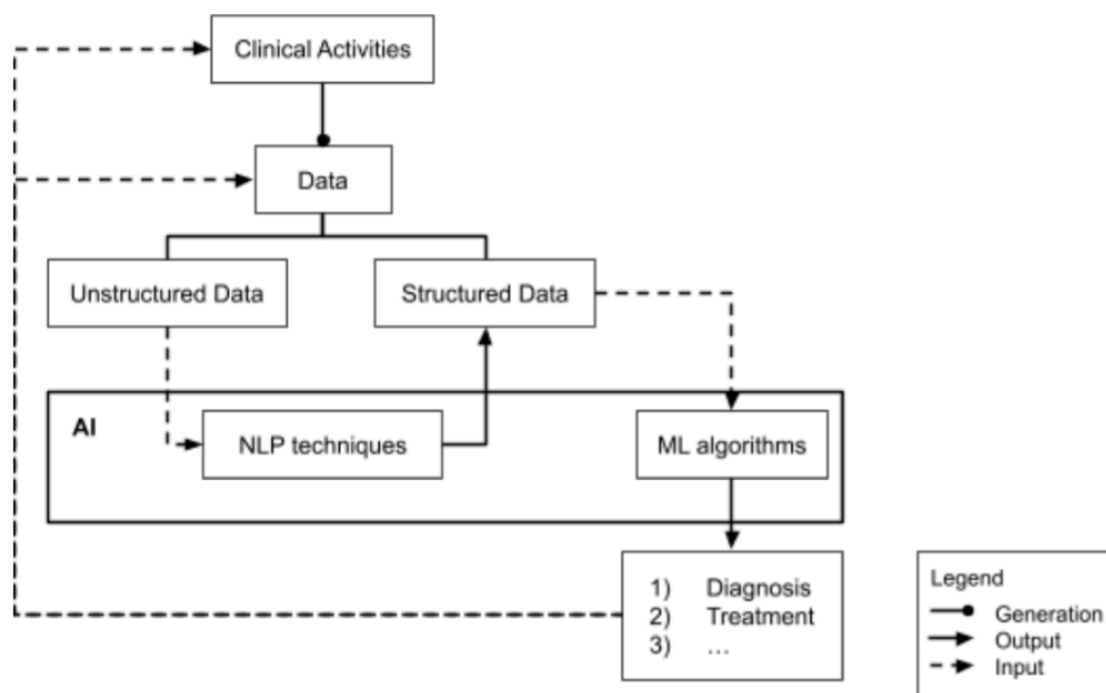 Clinical Activities
Data
Unstructured Data
Structured Data
AI
NLP techniques
ML algorithms
1) Diagnosis
2) Treatment
3) ...
Legend
Generation
Output
Input